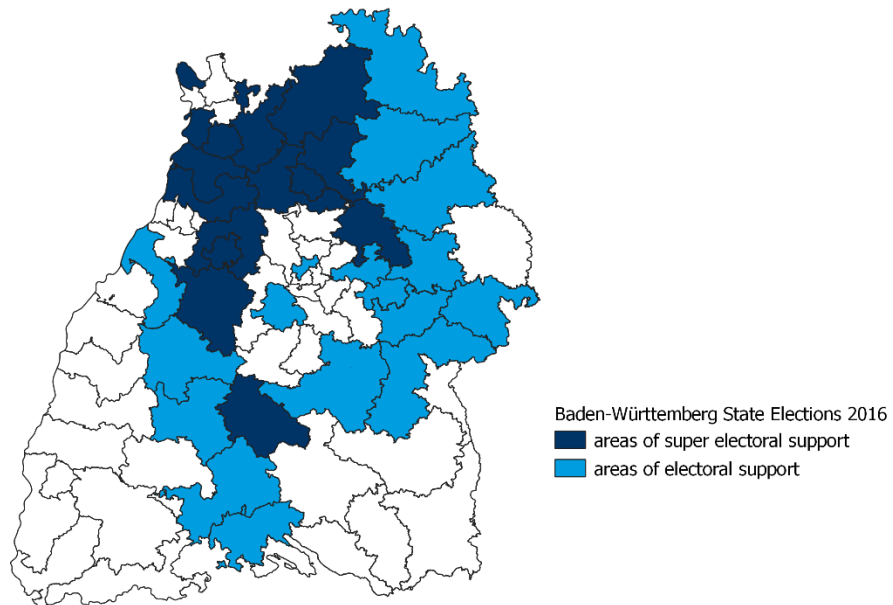 Baden-Württemberg State Elections 2016
areas of super electoral support
areas of electoral support